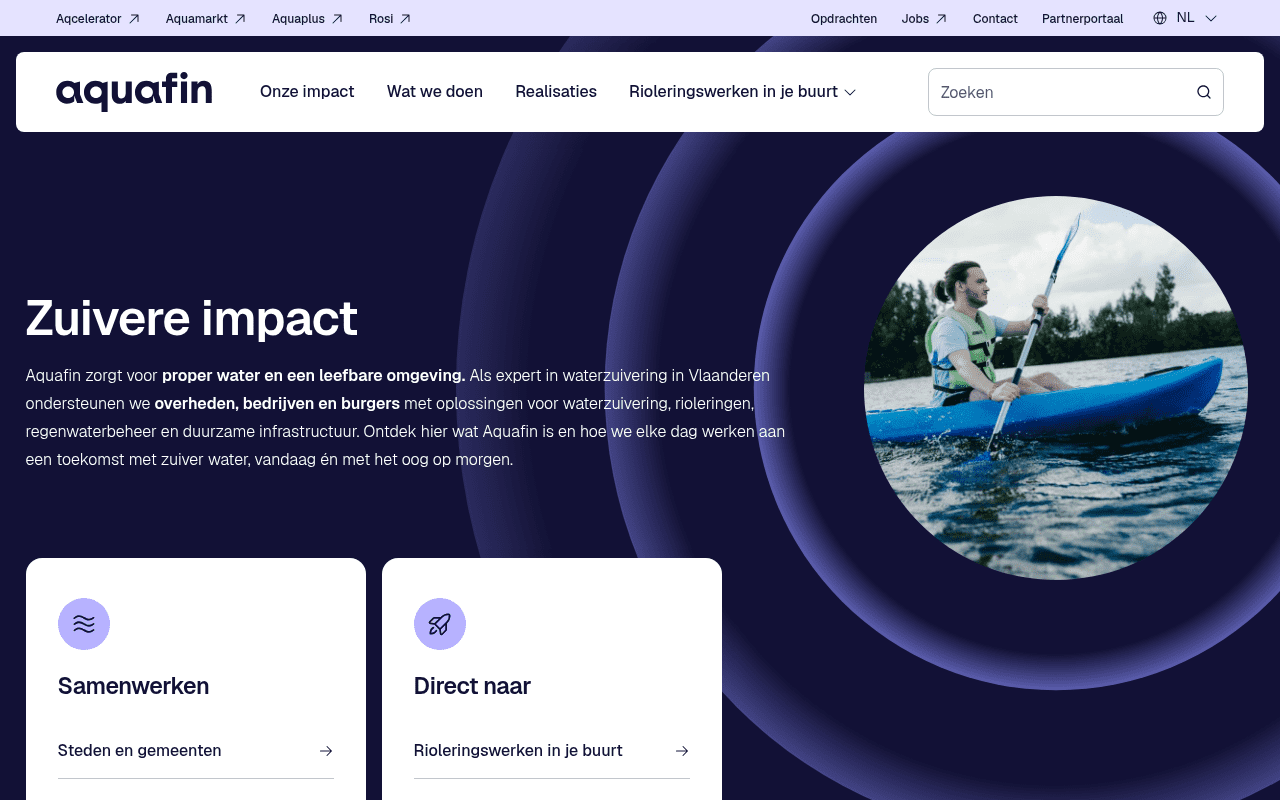 Aqcelerator Aquamarkt Aquaplus Rosi Opdrachten Jobs Contact Partnerportaal NL
aquafin Onze impact Wat we doen Realisaties Rioleringswerken in je buurt Zoeken
Zuivere impact
Aquafin zorgt voor proper water en een leefbare omgeving. Als expert in waterzuivering in Vlaanderen
ondersteunen we overheden, bedrijven en burgers met oplossingen voor waterzuivering, rioleringen,
regenwaterbeheer en duurzame infrastructuur. Ontdek hier wat Aquafin is en hoe we elke dag werken aan
een toekomst met zuiver water, vandaag én met het oog op morgen.
Samenwerken
Steden en gemeenten
Direct naar
Rioleringswerken in je buurt